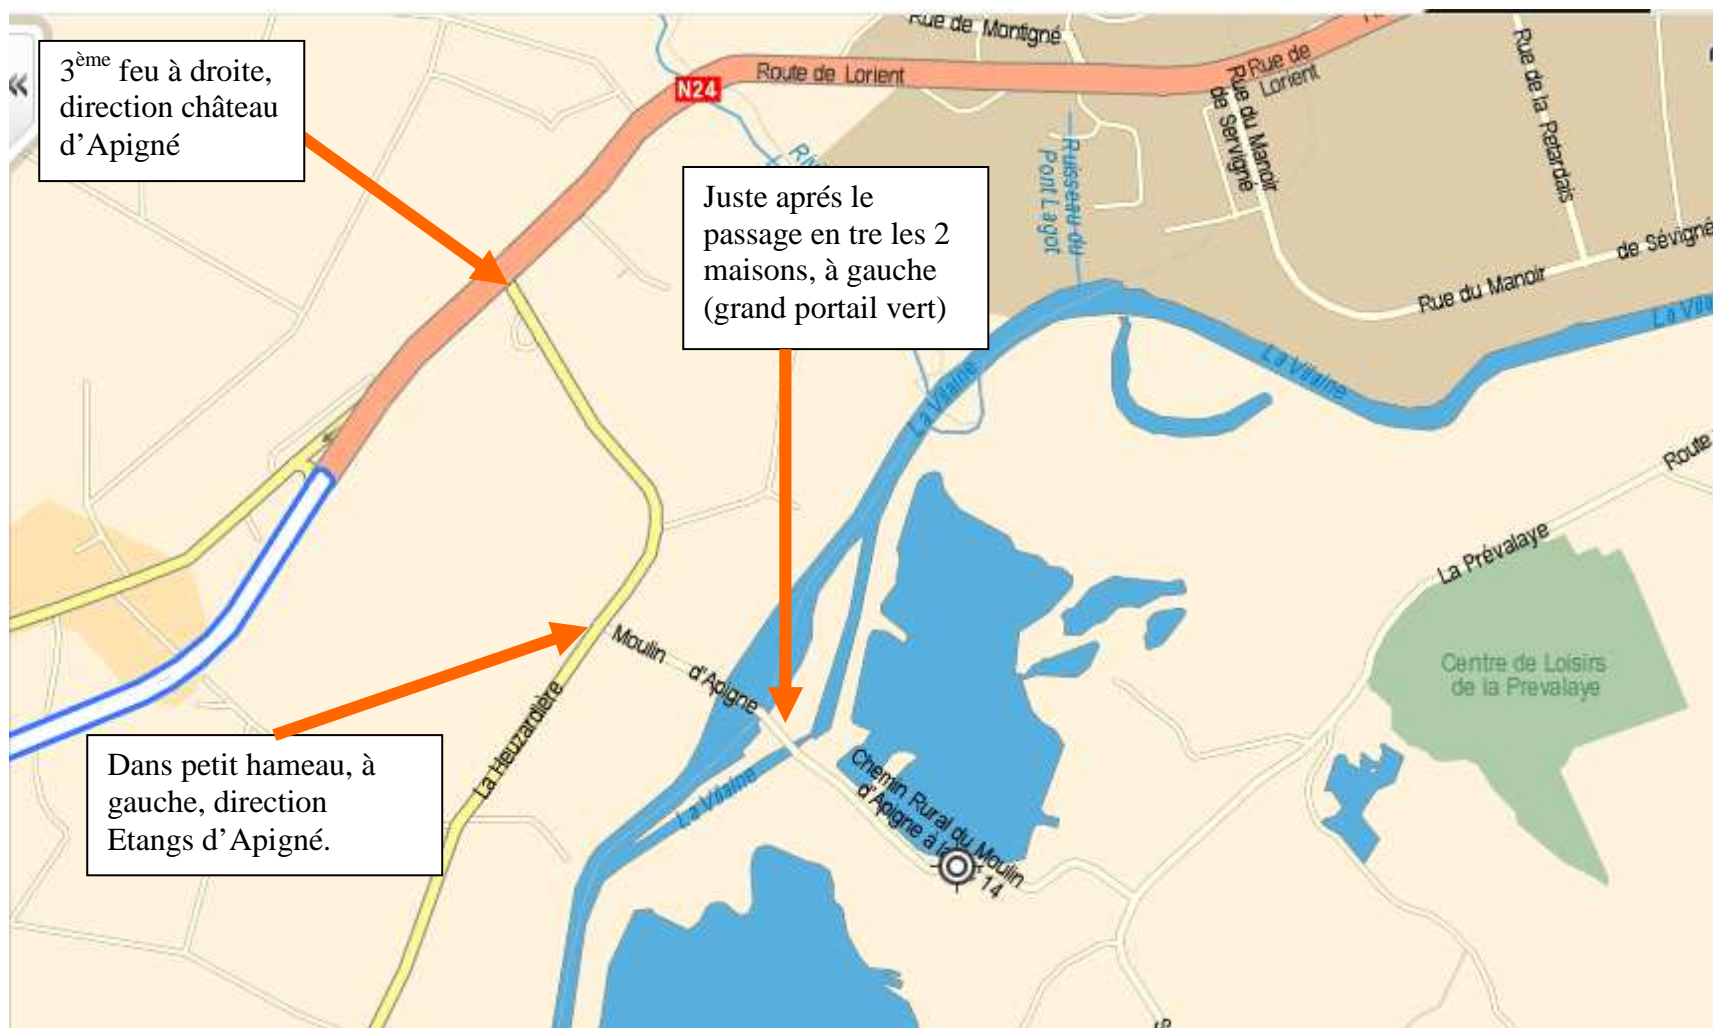 «
3ème feu à droite,
direction château
d'Apigné
Rue de Montigné
Route de Lorient
N24
Rue de
Lorient
Rue du Manoir
de Servigné
Rue de la Retardais
Ruisseau du
Pont Lagot
Juste aprés le
passage en tre les 2
maisons, à gauche
(grand portail vert)
de Sévigné
Rue du Manoir
La Vilaine
La Vilaine
Route
La Prévalaye
Centre de Loisirs
de la Prevalaye
Moulin d'Apigne
La Heuzardière
Dans petit hameau, à
gauche, direction
Etangs d'Apigné.
La Vilaine
Chemin Rural du Moulin
d'Apigne à la
14